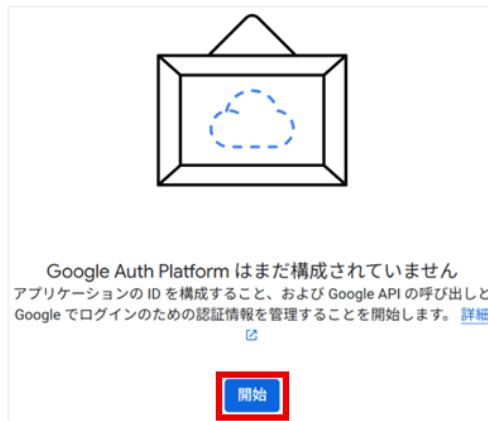 Google Auth Platform はまだ構成されていません
アプリケーションの ID を構成すること、および Google API の呼び出しと
Google でログインのための認証情報を管理することを開始します。 詳細
開始